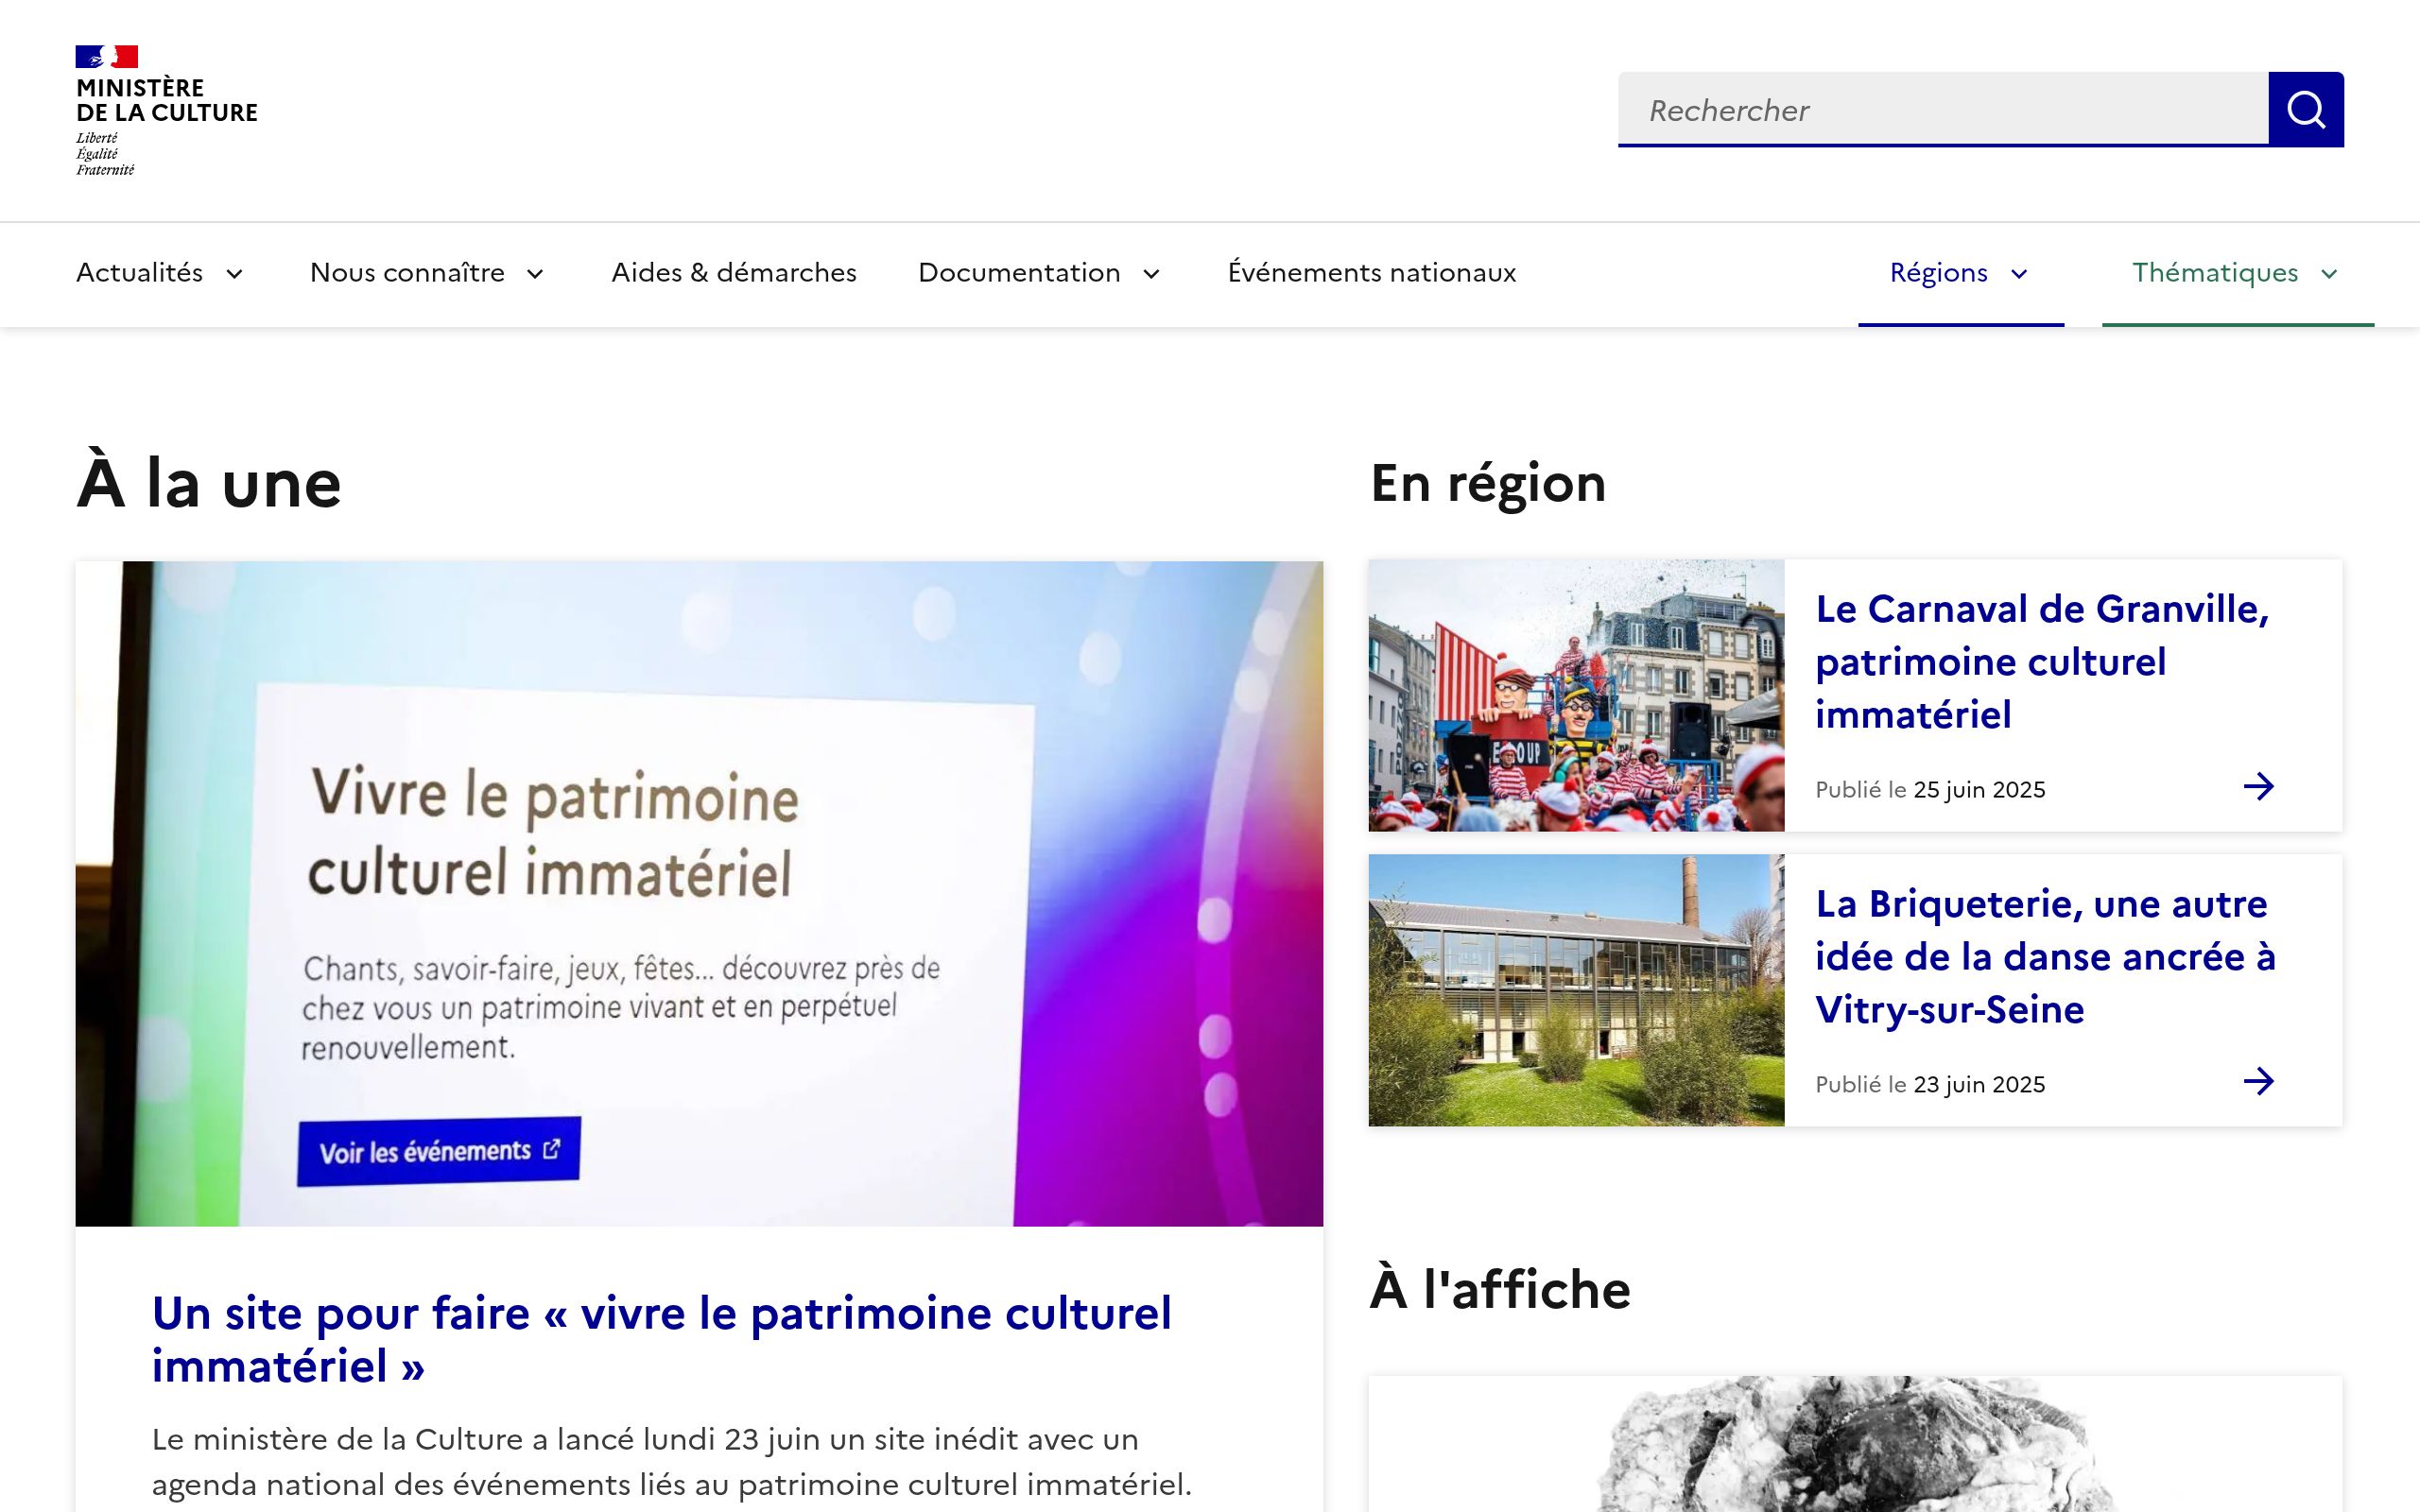 MINISTÈRE
DE LA CULTURE
Liberté
Égalité
Fraternité
Rechercher
Actualités
Nous connaître
Aides & démarches
Documentation
Événements nationaux
Régions
Thématiques
À la une
Vivre le patrimoine
culturel immatériel
Chants, savoir-faire, jeux, fêtes... découvrez près de
chez vous un patrimoine vivant et en perpétuel
renouvellement.
Voir les événements
Un site pour faire « vivre le patrimoine culturel
immatériel »
Le ministère de la Culture a lancé lundi 23 juin un site inédit avec un
agenda national des événements liés au patrimoine culturel immatériel.
En région
Le Carnaval de Granville,
patrimoine culturel
immatériel
Publié le 25 juin 2025
La Briqueterie, une autre
idée de la danse ancrée à
Vitry-sur-Seine
Publié le 23 juin 2025
À l'affiche